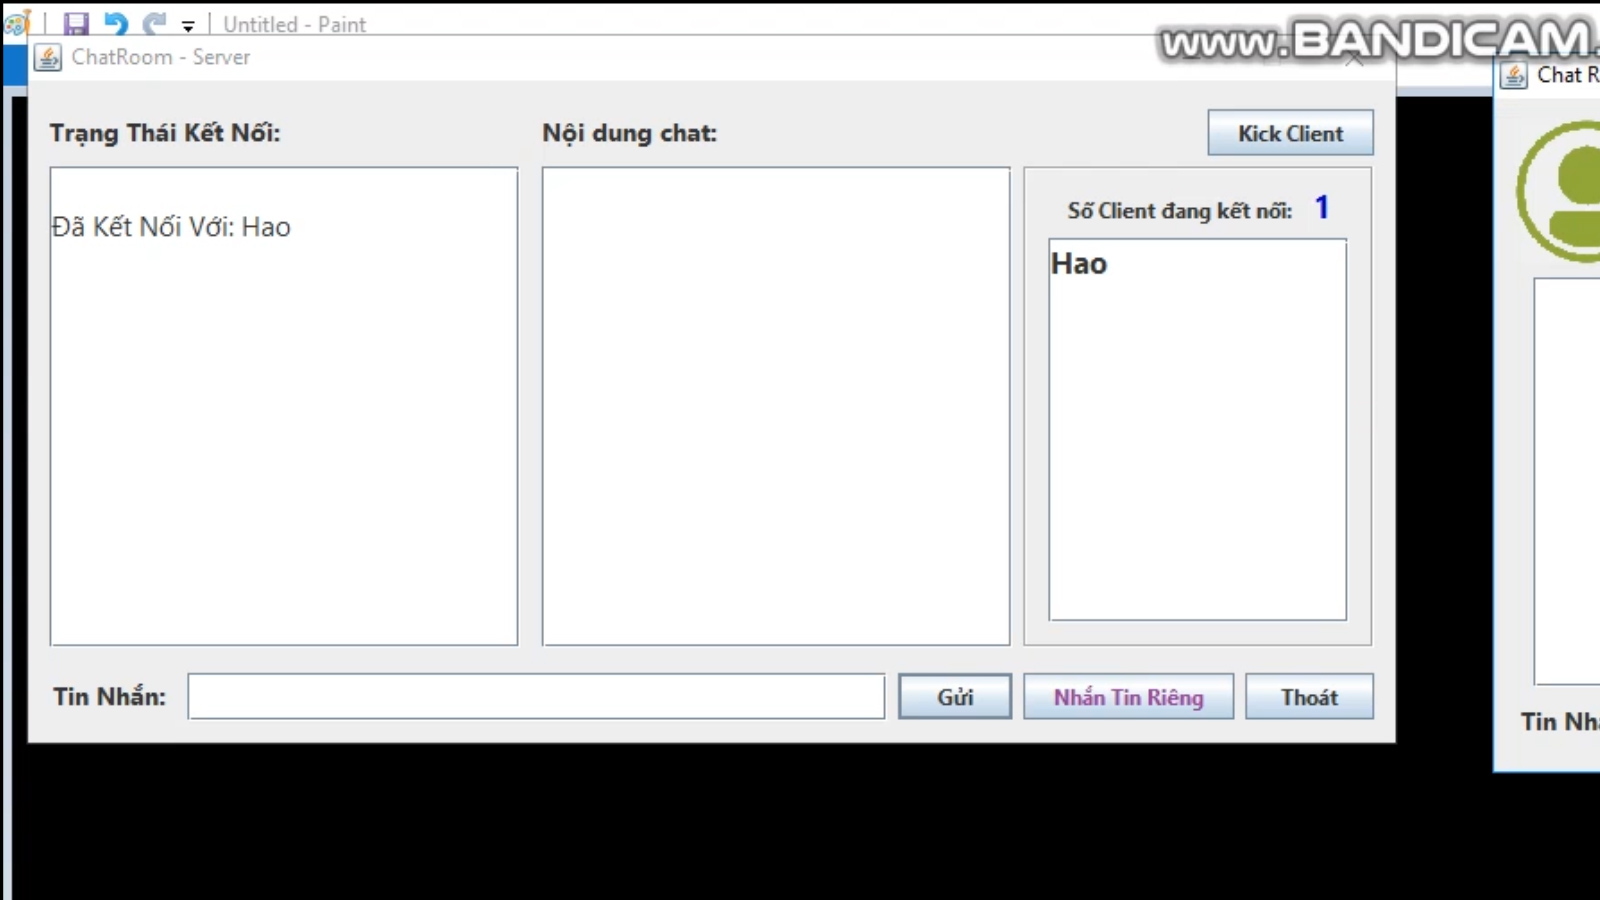 Untitled - Paint
www.BANDICAM.
ChatRoom - Server
Chat R
Trạng Thái Kết Nối:
Nội dung chat:
Kick Client
Đã Kết Nối Với: Hao
Số Client đang kết nối: 1
Hao
Tin Nhắn:
Gửi
Nhắn Tin Riêng
Thoát
Tin Nh